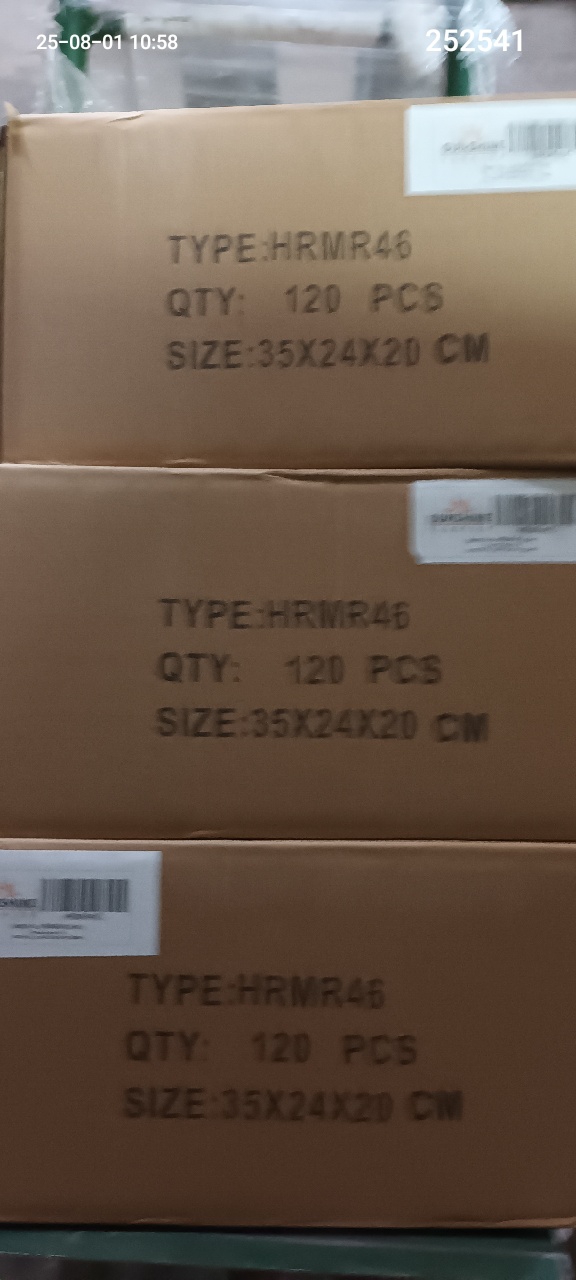 25-08-01 10:58
252541
TYPE:HRMR46
QTY: 120 PCS
SIZE:35X24X20 CM
TYPE:HRMR46
QTY: 120 PCS
SIZE:35X24X20 CM
TYPE:HRMR46
QTY: 120 PCS
SIZE:35X24X20 CM